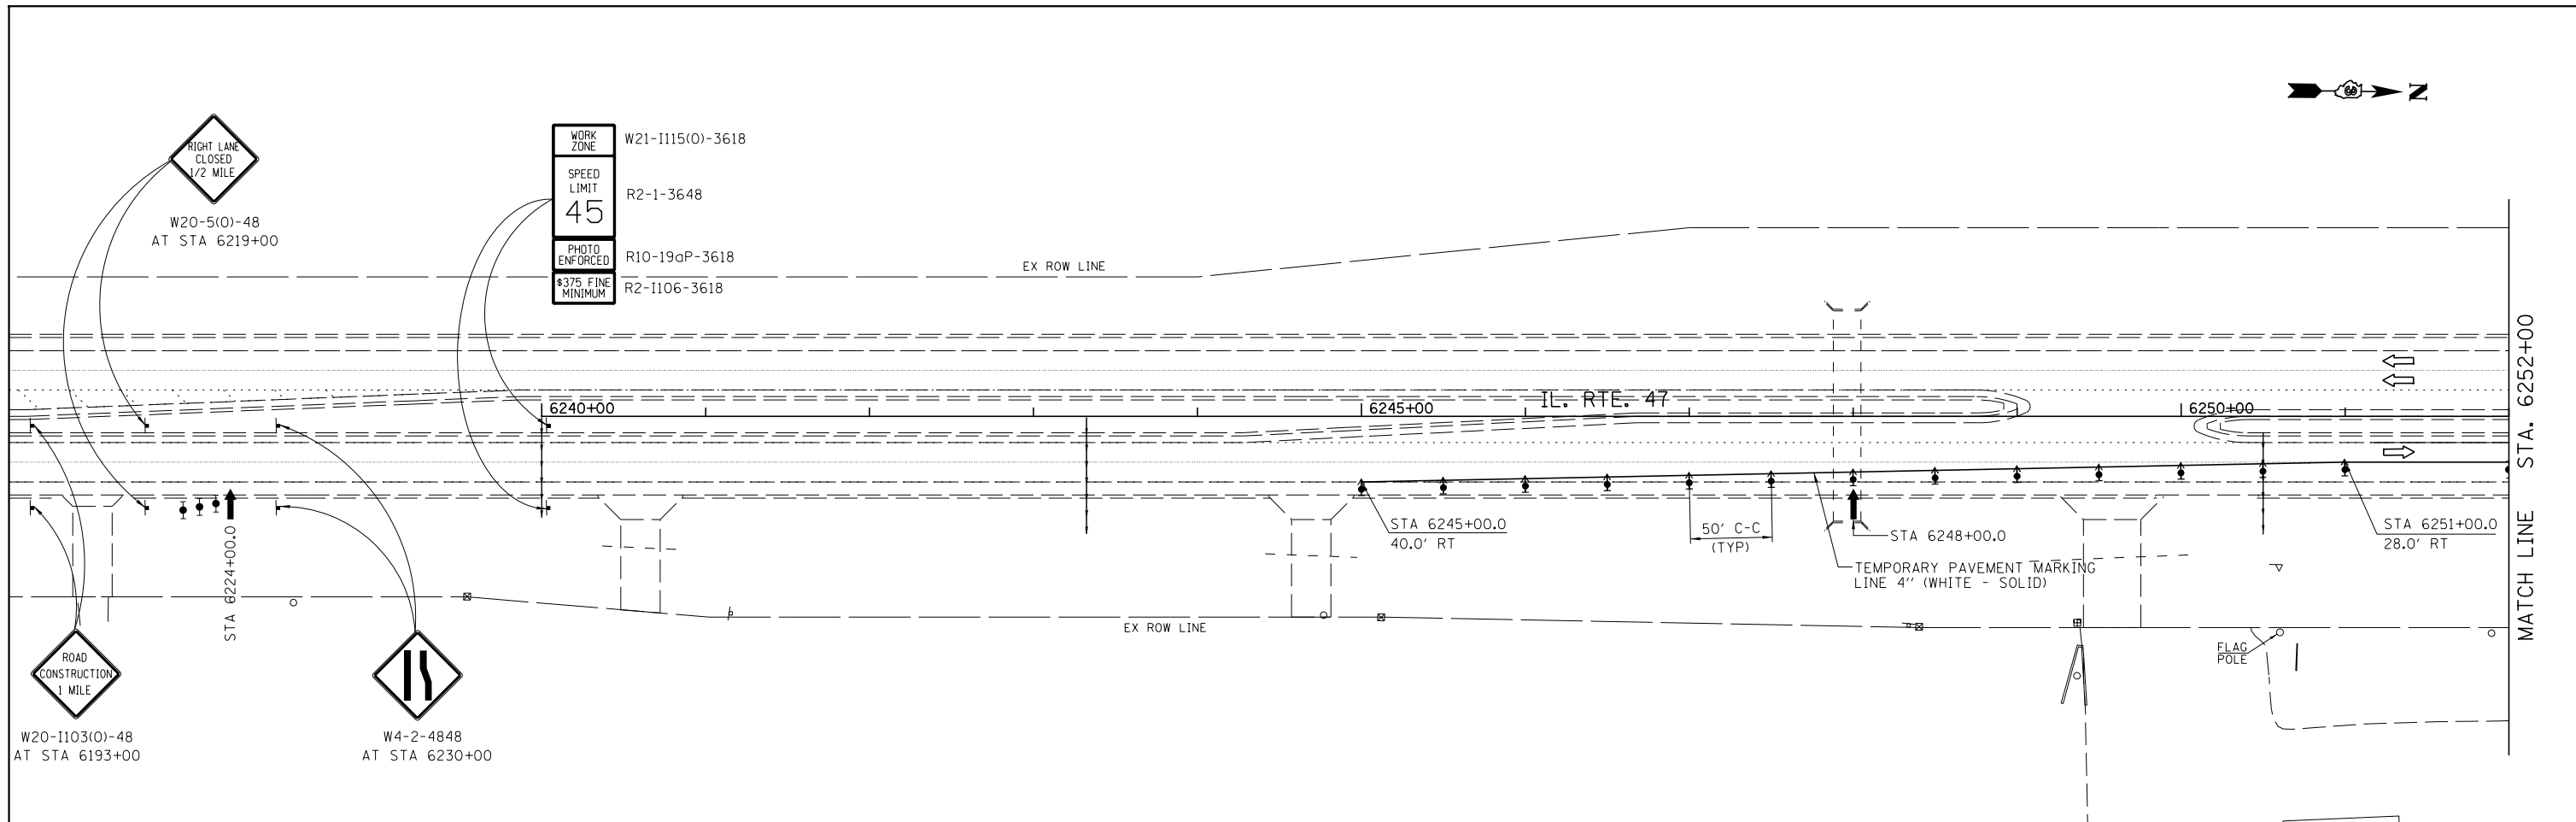 RIGHT LANE
CLOSED
1/2 MILE
W20-5(O)-48
AT STA 6219+00
WORK
ZONE
W21-I115(O)-3618
SPEED
LIMIT
45
R2-1-3648
PHOTO
ENFORCED
R10-19aP-3618
$375 FINE
MINIMUM
R2-I106-3618
N
EX ROW LINE
6240+00
6245+00
IL. RTE. 47
6250+00
MATCH LINE STA. 6252+00
STA 6224+00.0
STA 6245+00.0
40.0' RT
50' C-C
(TYP)
STA 6248+00.0
TEMPORARY PAVEMENT MARKING
LINE 4'' (WHITE - SOLID)
STA 6251+00.0
28.0' RT
EX ROW LINE
FLAG
POLE
ROAD
CONSTRUCTION
1 MILE
W20-I103(O)-48
AT STA 6193+00
W4-2-4848
AT STA 6230+00